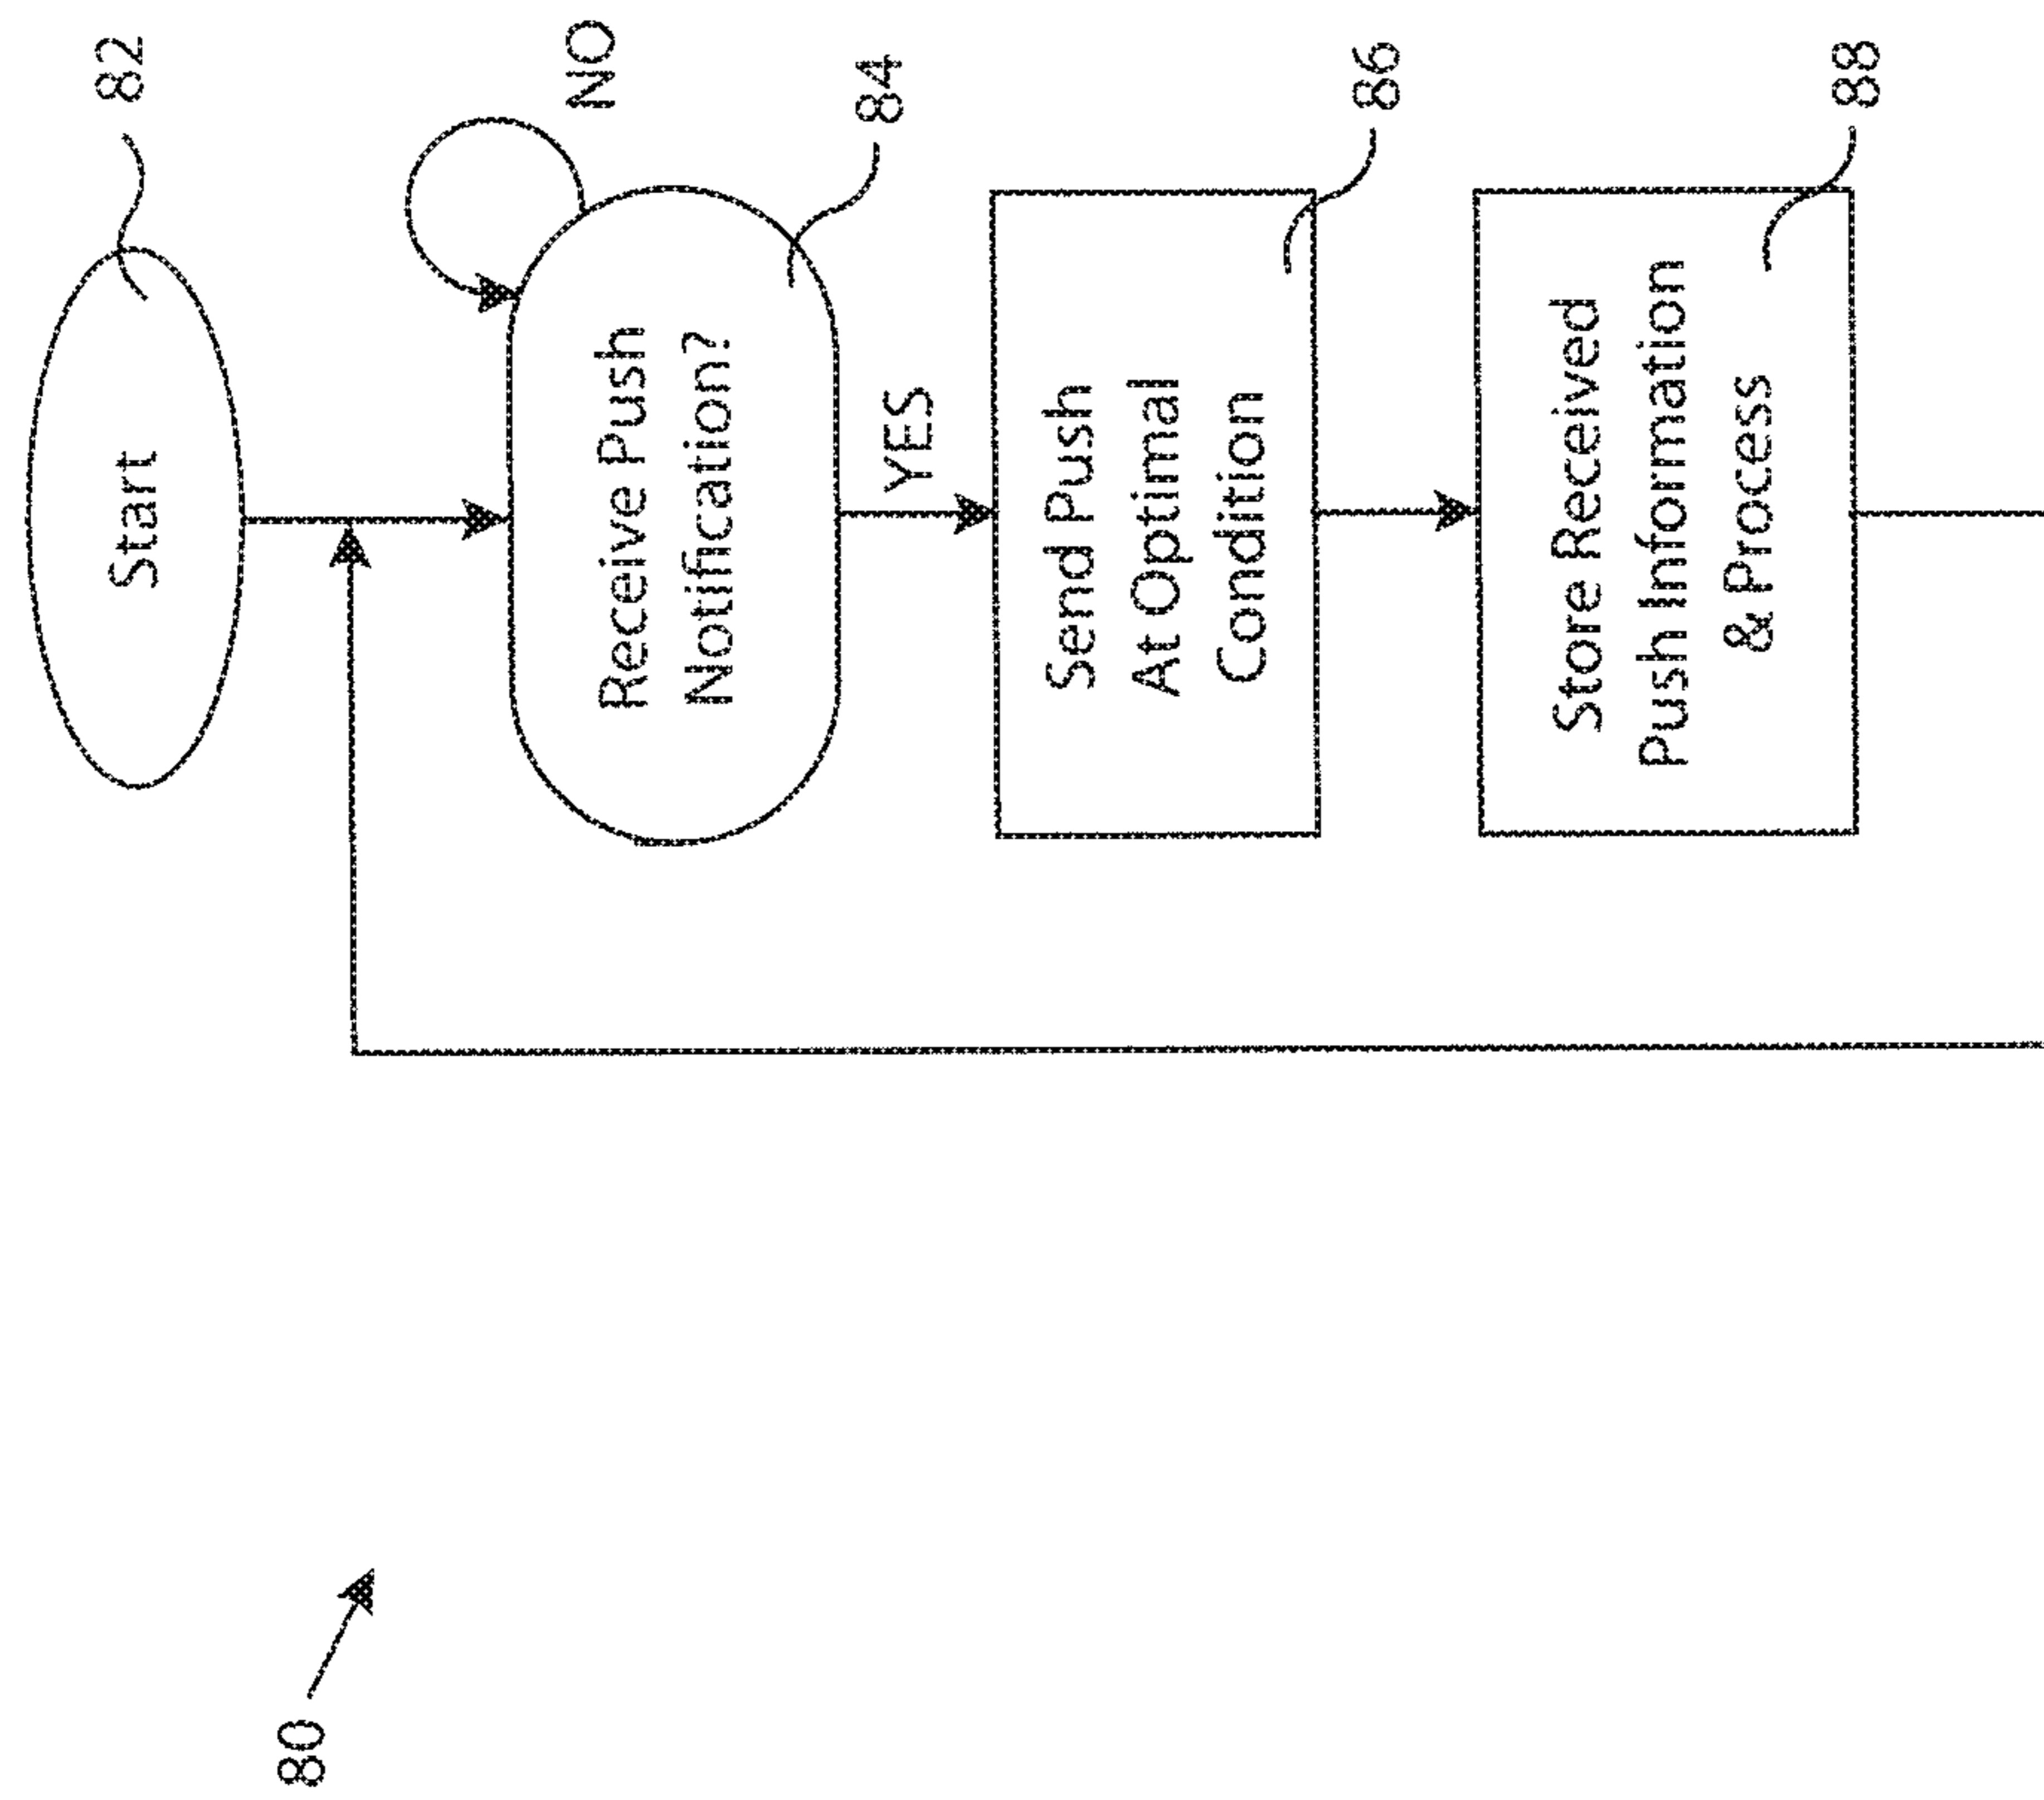 80
Start
82
Receive Push
Notification?
NO
84
YES
Send Push
At Optimal
Condition
86
Store Received
Push Information
& Process
88